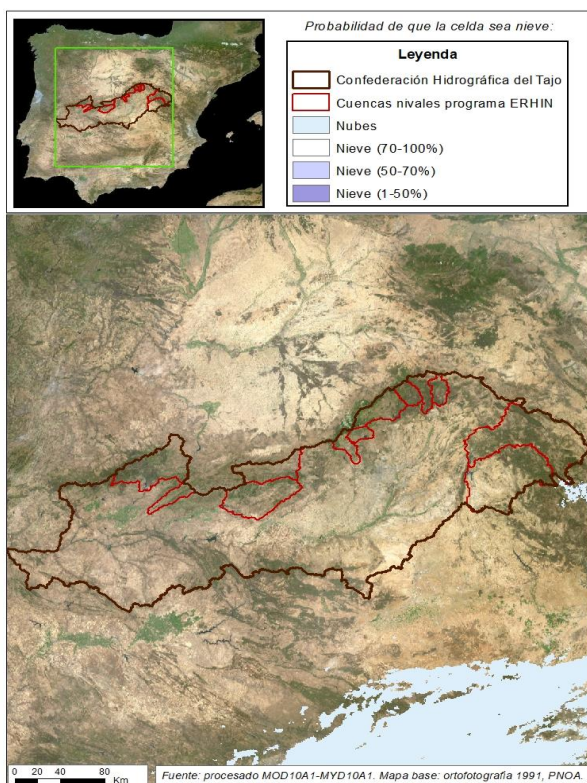 Probabilidad de que la celda sea nieve:
Leyenda
Confederación Hidrográfica del Tajo
Cuencas nivales programa ERHIN
Nubes
Nieve (70-100%)
Nieve (50-70%)
Nieve (1-50%)
0 20 40 80
Km
Fuente: procesado MOD10A1-MYD10A1. Mapa base: orofotografía 1991, PNOA.